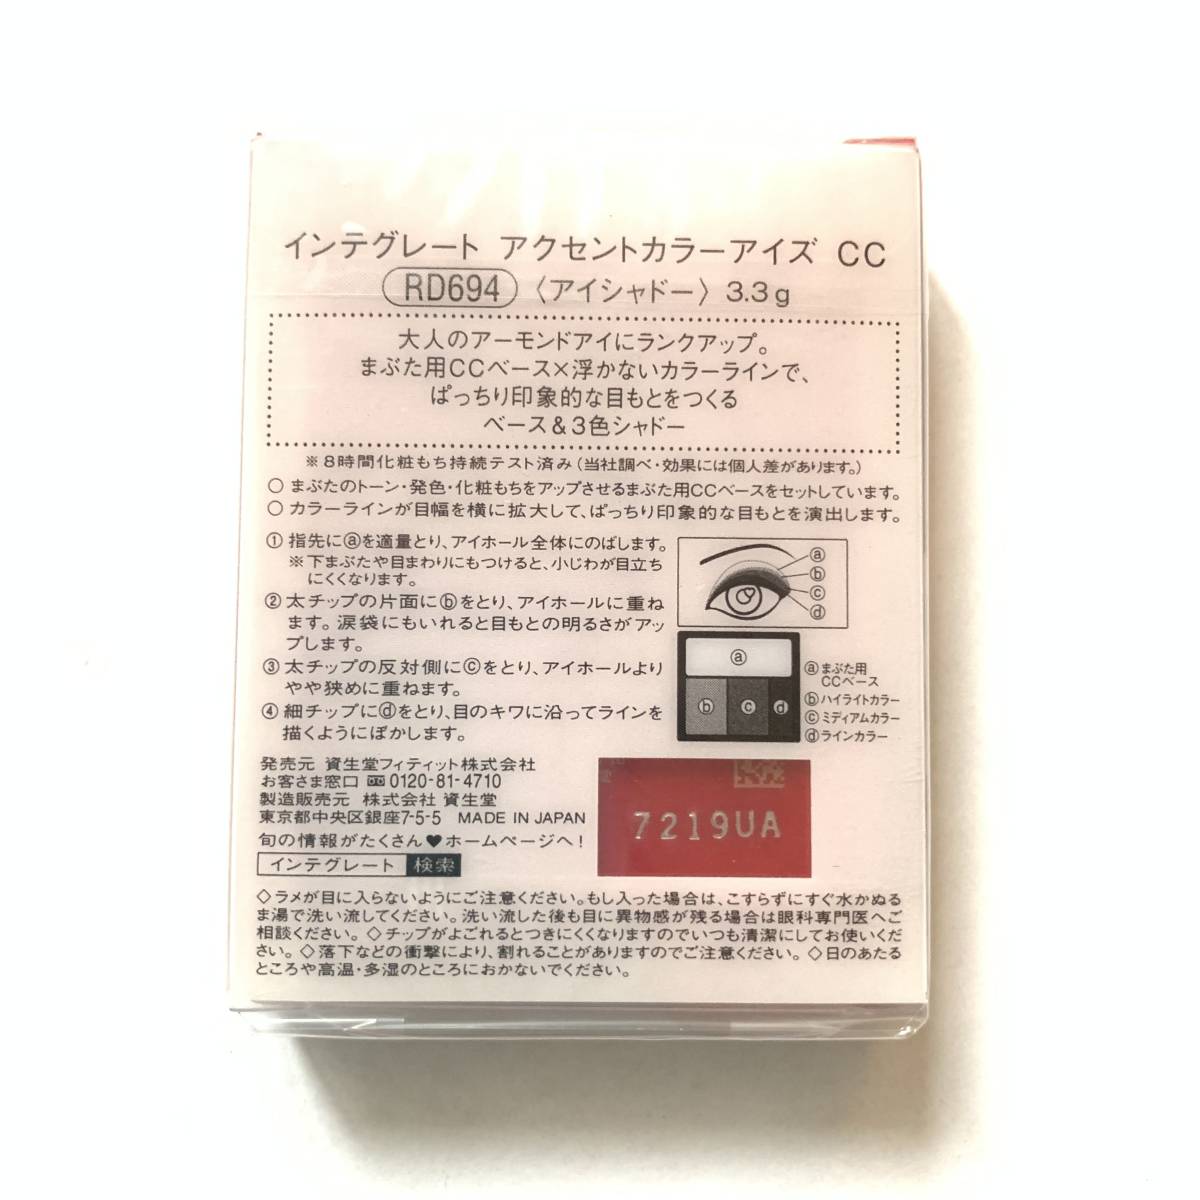 インテグレート アクセントカラーアイズ CC
RD694 〈アイシャドー〉 3.3g
大人のアーモンドアイにランクアップ。
まぶた用CCベース×浮かないカラーラインで、
ぱっちり印象的な目もとをつくる
ベース&3色シャドー
※8時間化粧もち持続テスト済み(当社調べ・効果には個人差があります。)
○ まぶたのトーン・発色・化粧もちをアップさせるまぶた用CCベースをセットしています。
○ カラーラインが目幅を横に拡大して、ぱっちり印象的な目もとを演出します。
① 指先にⓐを適量とり、アイホール全体にのばします。
※下まぶたや目まわりにもつけると、小じわが目立ち
にくくなります。
② 太チップの片面にⓑをとり、アイホールに重ね
ます。涙袋にもいれると目もとの明るさがアッ
プします。
③ 太チップの反対側にⓒをとり、アイホールより
やや狭めに重ねます。
④ 細チップにⓓをとり、目のキワに沿ってラインを
描くようにぼかします。
ⓐ
ⓑ
ⓒ
ⓓ
ⓐ
ⓑ ⓒ ⓓ
ⓐ まぶた用
CCベース
ⓑ ハイライトカラー
ⓒ ミディアムカラー
ⓓ ラインカラー
発売元 資生堂フィティット株式会社
お客さま窓口 0120-81-4710
製造販売元 株式会社 資生堂
東京都中央区銀座7-5-5 MADE IN JAPAN
旬の情報がたくさん♥ホームページへ!
インテグレート 検索
7219UA
◇ラメが目に入らないようにご注意ください。もし入った場合は、こすらずにすぐ水かぬる
ま湯で洗い流してください。洗い流した後も目に異物感が残る場合は眼科専門医へご
相談ください。◇チップがよごれるとつきにくくなりますのでいつも清潔にしてお使いくだ
さい。◇落下などの衝撃により、割れることがありますのでご注意ください。◇日のあたる
ところや高温・多湿のところにおかないでください。